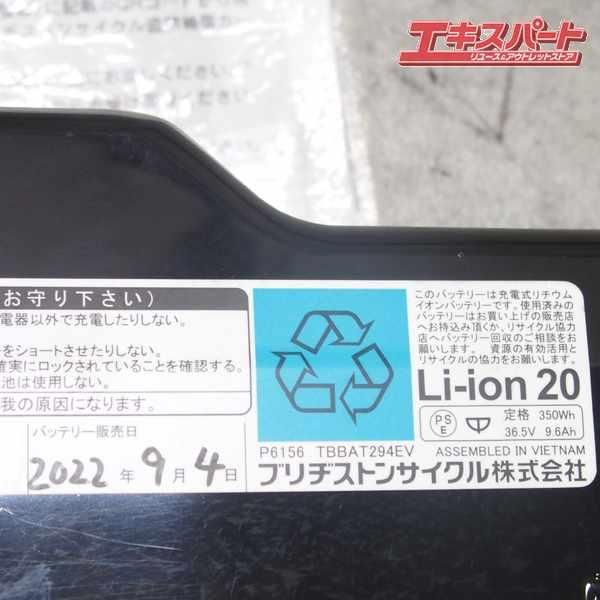 エキスパート
リユース&アウトレットストア
お守り下さい)
電器以外で充電したりしない。
をショートさせたりしない。
確実にロックされていることを確認する。
池は使用しない。
我の原因になります。
バッテリー販売日
2022 年 9 月 4 日
このバッテリーは充電式リチウム
イオンバッテリーです。使用済みの
バッテリーはお買い上げの販売店
へお持込み頂くか、リサイクル協力
店へバッテリー回収のご相談をお
願いします。 資源の有効活用と
リサイクルの協力をお願いします。
Li-ion 20
PS
E
定格 350Wh
36.5V 9.6Ah
P6156 TBBAT294EV ASSEMBLED IN VIETNAM
ブリヂストンサイクル株式会社